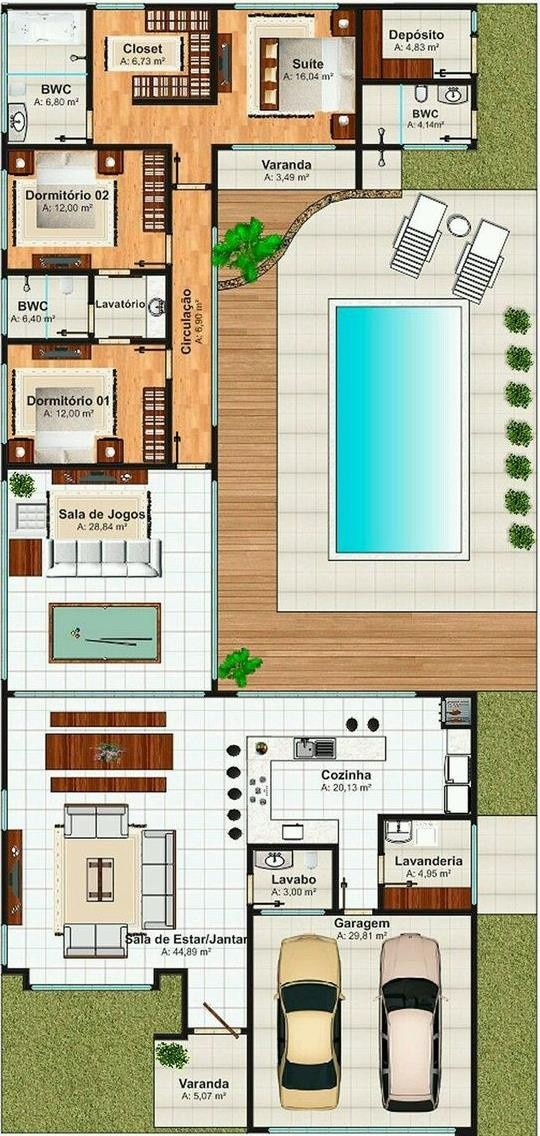 Closet
A: 6,73 m²
Suíte
A: 16,04 m²
Depósito
A: 4,83 m²
BWC
A: 6,80 m²
BWC
A: 4,14m²
Varanda
A: 3,49 m²
Dormitório 02
A: 12,00 m²
BWC
A: 6,40 m²
Lavatório
Circulação
A: 6,90 m²
Dormitório 01
A: 12,00 m²
Sala de Jogos
A: 28,84 m²
Cozinha
A: 20,13 m²
Lavabo
A: 3,00 m²
Lavanderia
A: 4,95 m²
Garagem
A: 29,81 m²
Sala de Estar/Jantar
A: 44,89 m²
Varanda
A: 5,07 m²